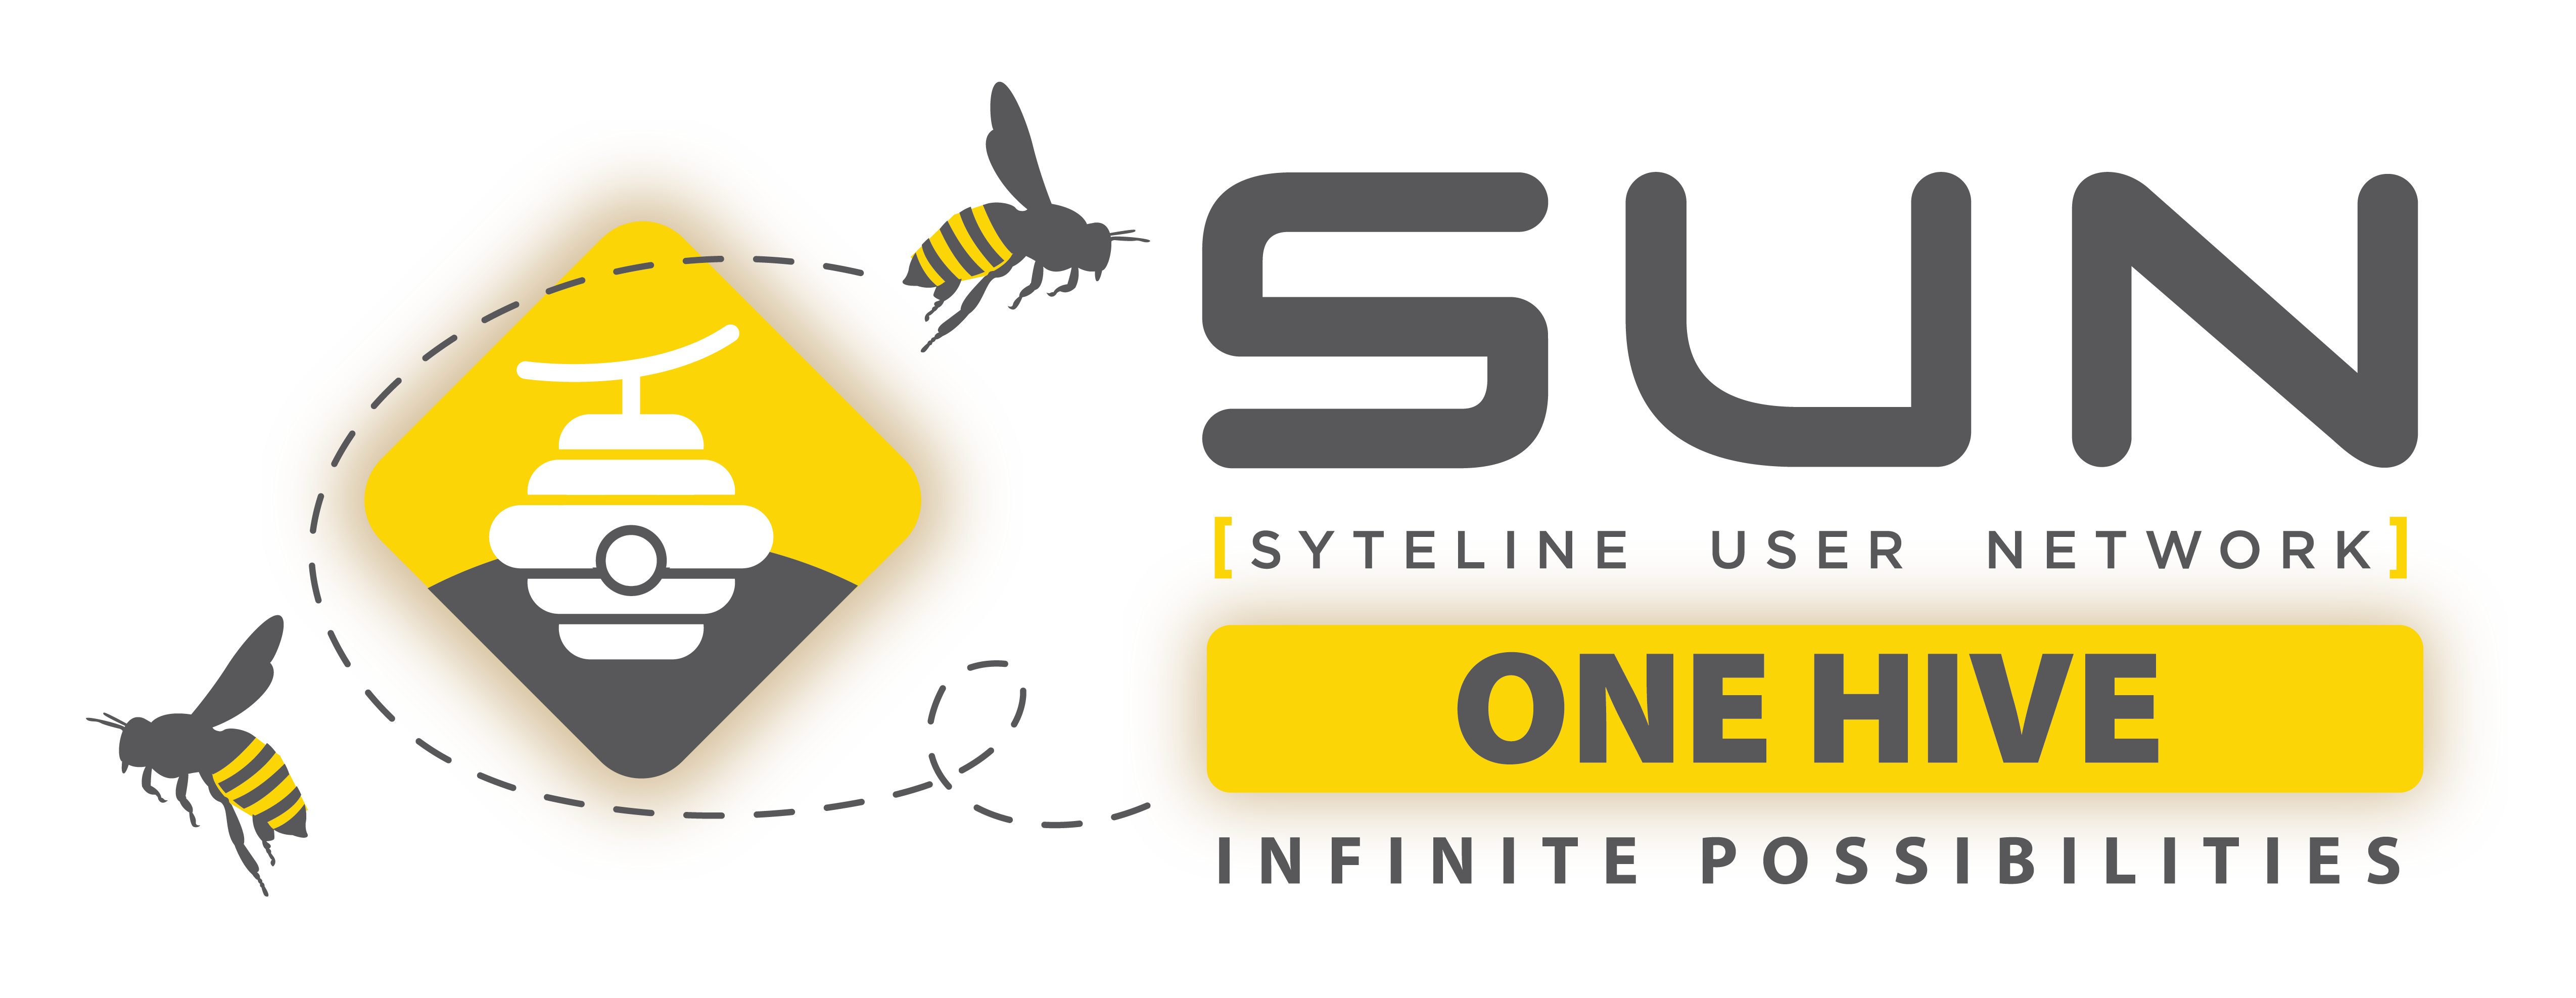 SUN
[SYTELINE USER NETWORK]
ONE HIVE
INFINITE POSSIBILITIES